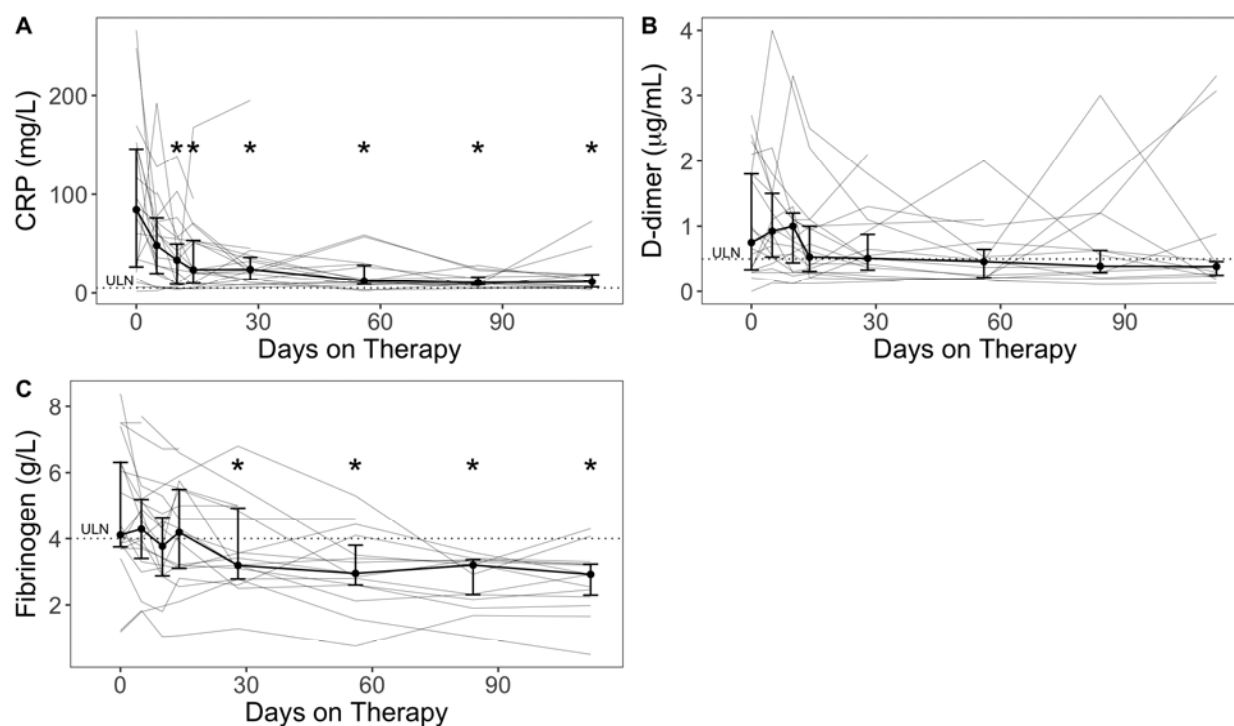 A
CRP (mg/L)
200
100
0
ULN
* * * * * *
0 30 60 90
Days on Therapy
B
D-dimer (μg/mL)
4
3
2
1
0
ULN
0 30 60 90
Days on Therapy
C
Fibrinogen (g/L)
8
6
4
2
ULN
* * * *
0 30 60 90
Days on Therapy